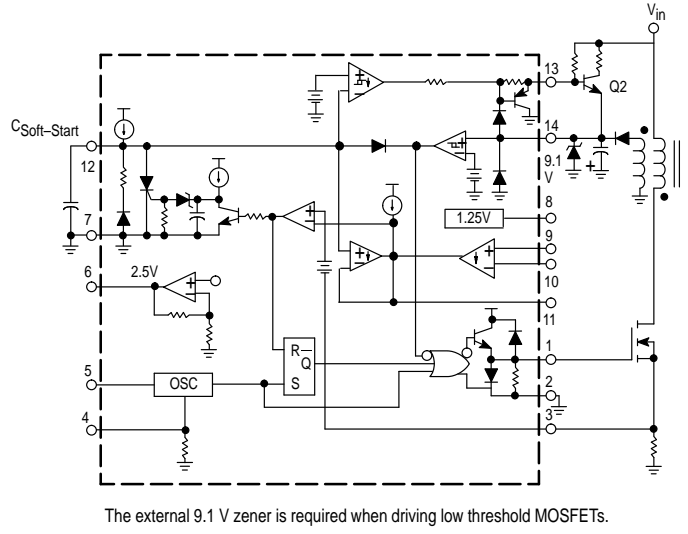 Vin
13
Q2
CSoft–Start
14
12
9.1
V
8
1.25V
7
9
6
2.5V
10
11
R
Q
1
5
OSC
S
2
4
3
The external 9.1 V zener is required when driving low threshold MOSFETs.